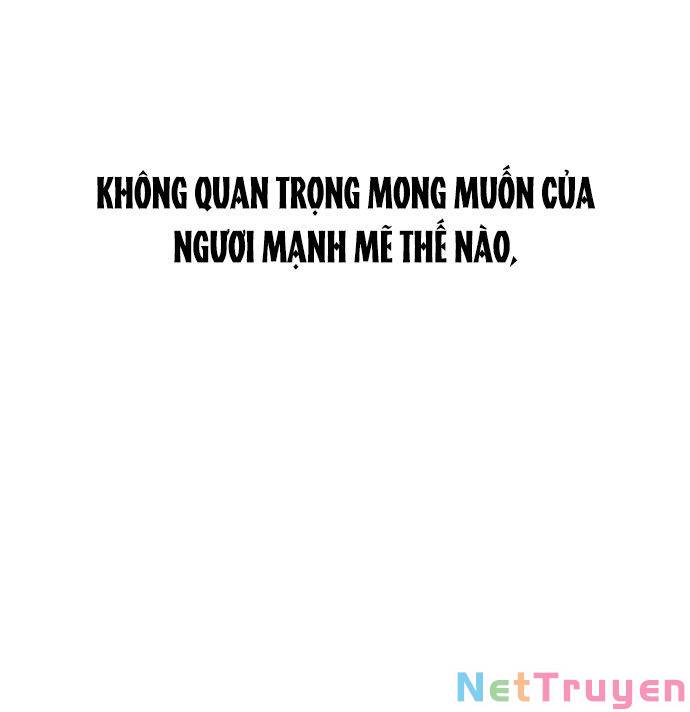 KHÔNG QUAN TRỌNG MONG MUỐN CỦA
NGƯƠI MẠNH MẼ THẾ NÀO,
NetTruyen